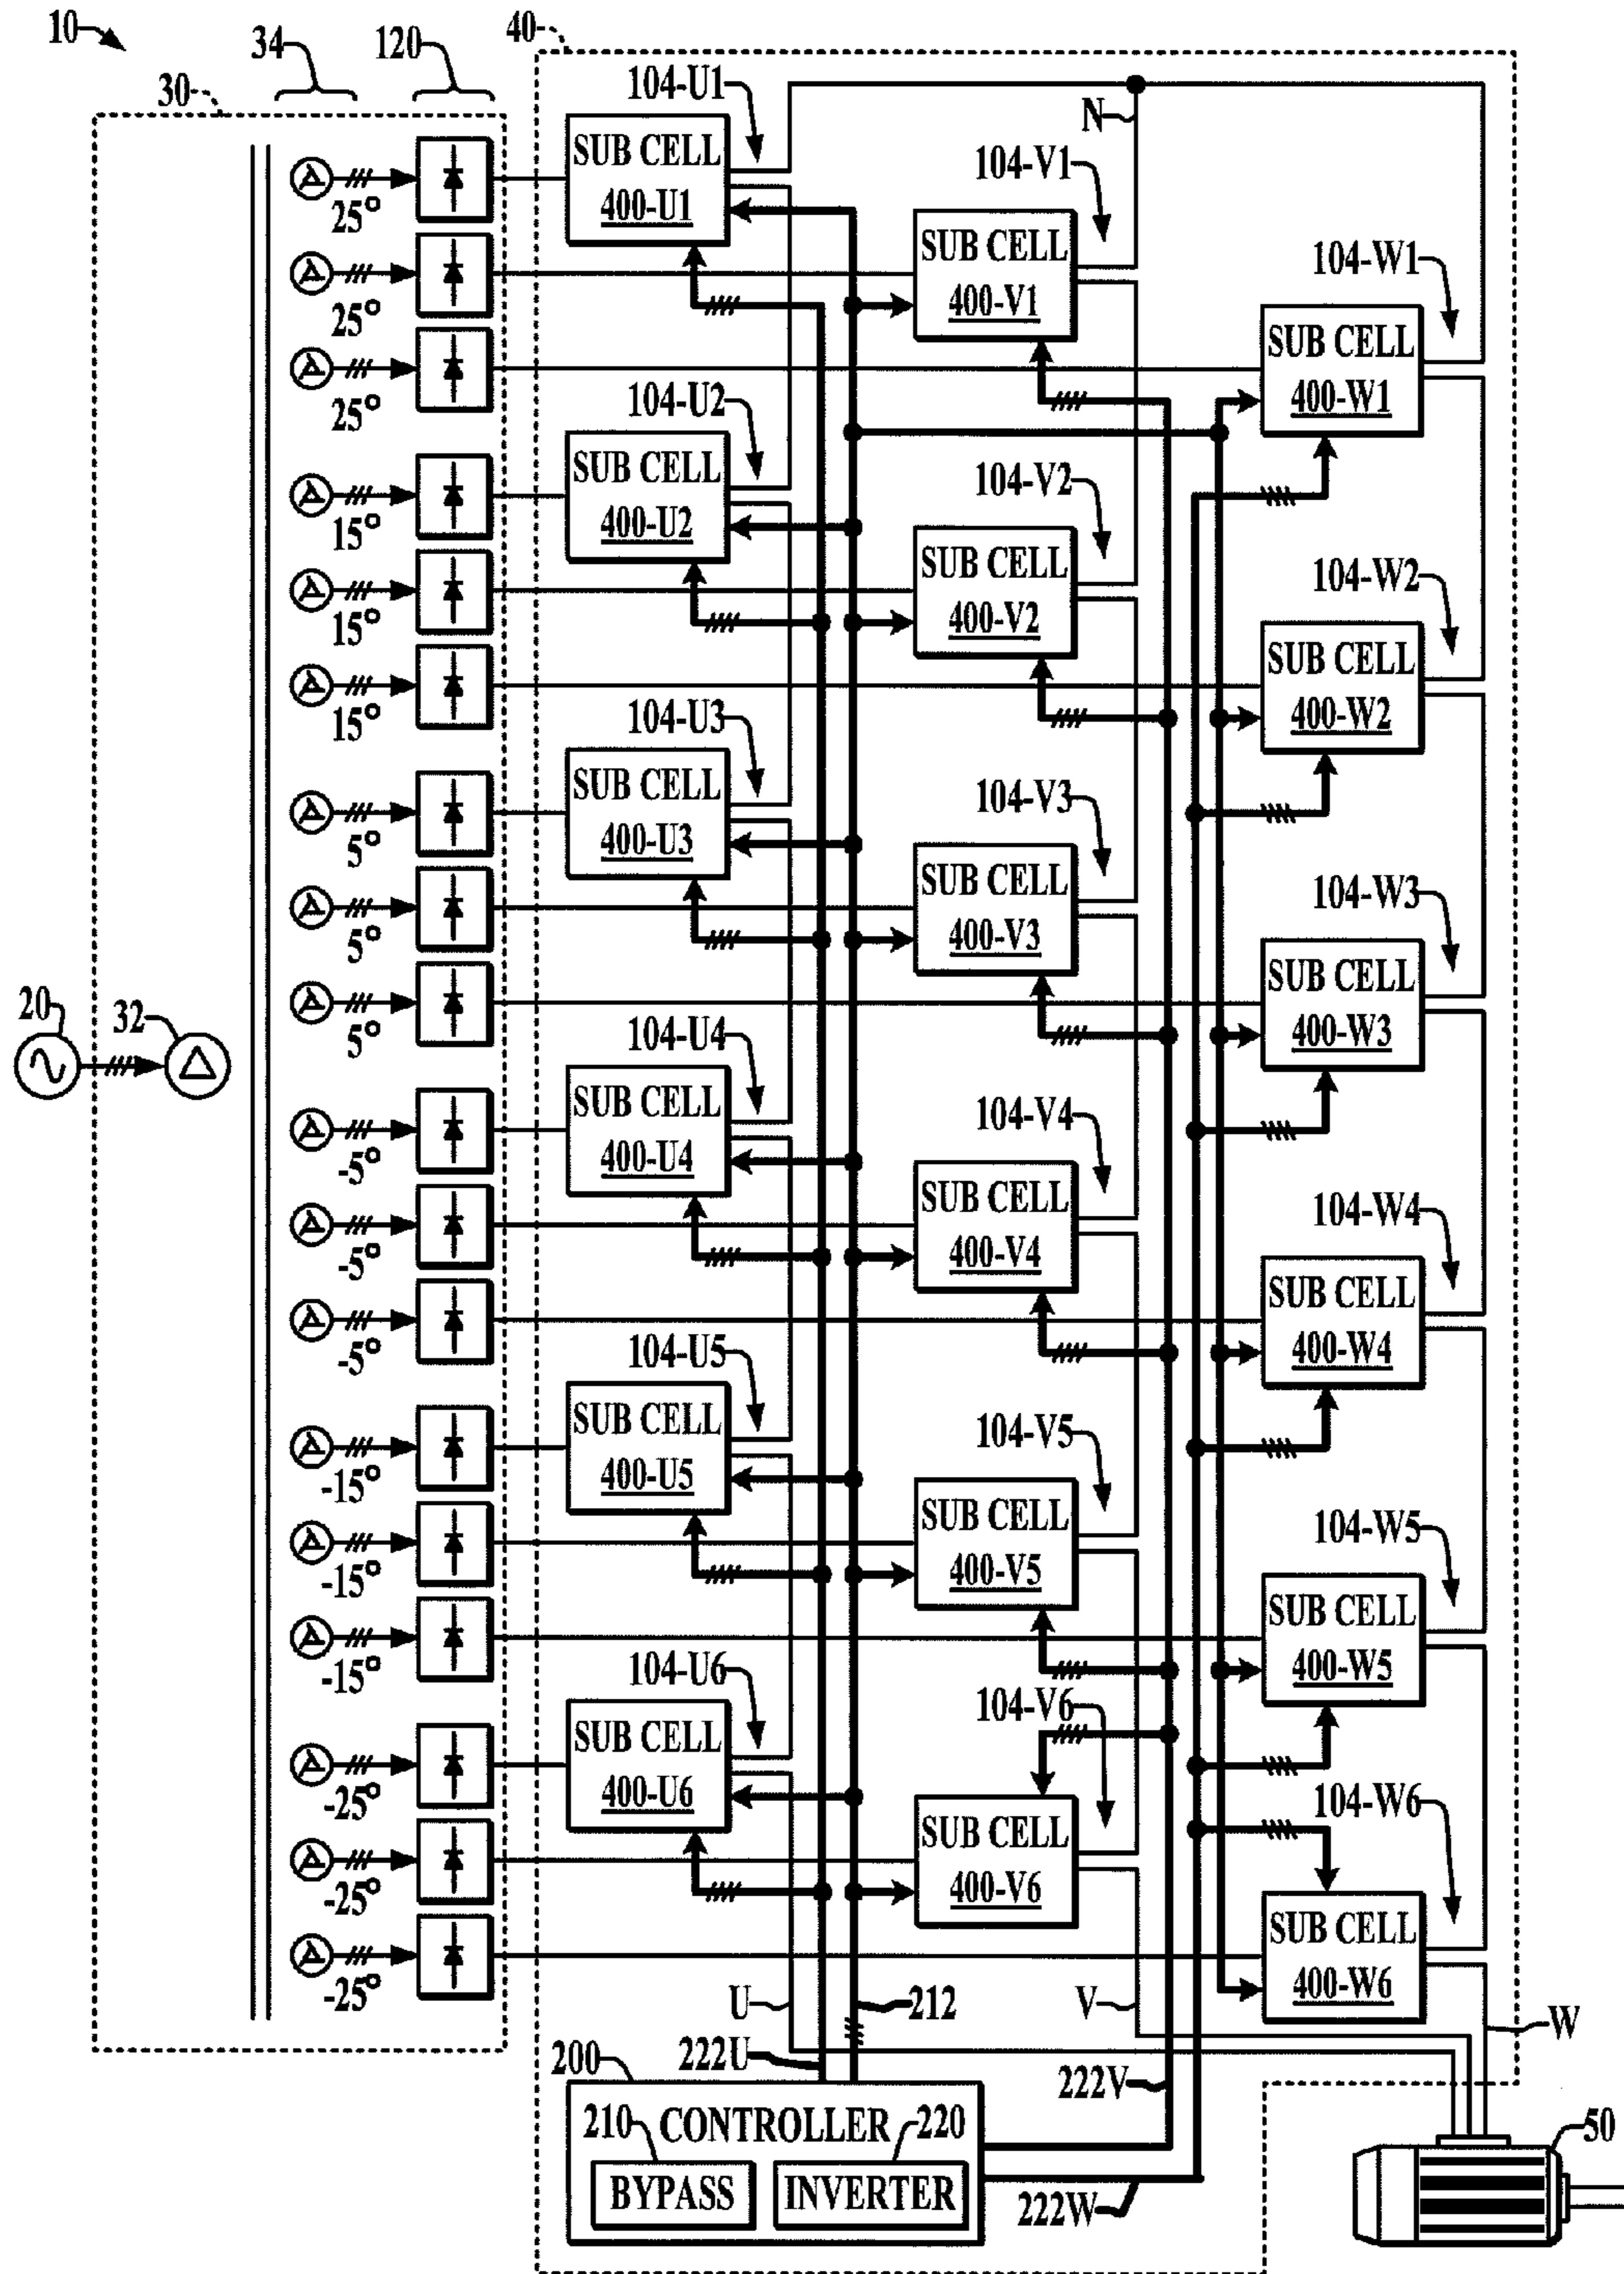 10
34
120
40
30
104-U1
N
SUB CELL
400-U1
104-V1
25°
SUB CELL
400-V1
104-W1
25°
SUB CELL
400-W1
25°
104-U2
SUB CELL
400-U2
104-V2
15°
SUB CELL
400-V2
104-W2
15°
SUB CELL
400-W2
15°
104-U3
SUB CELL
400-U3
104-V3
5°
SUB CELL
400-V3
104-W3
5°
SUB CELL
400-W3
5°
20
32
104-U4
SUB CELL
400-U4
104-V4
-5°
SUB CELL
400-V4
104-W4
-5°
SUB CELL
400-W4
-5°
104-U5
SUB CELL
400-U5
104-V5
-15°
SUB CELL
400-V5
104-W5
-15°
SUB CELL
400-W5
-15°
104-U6
SUB CELL
400-U6
104-V6
-25°
SUB CELL
400-V6
104-W6
-25°
SUB CELL
400-W6
-25°
U
212
V
W
200
222U
222V
210
CONTROLLER
220
50
BYPASS
INVERTER
222W